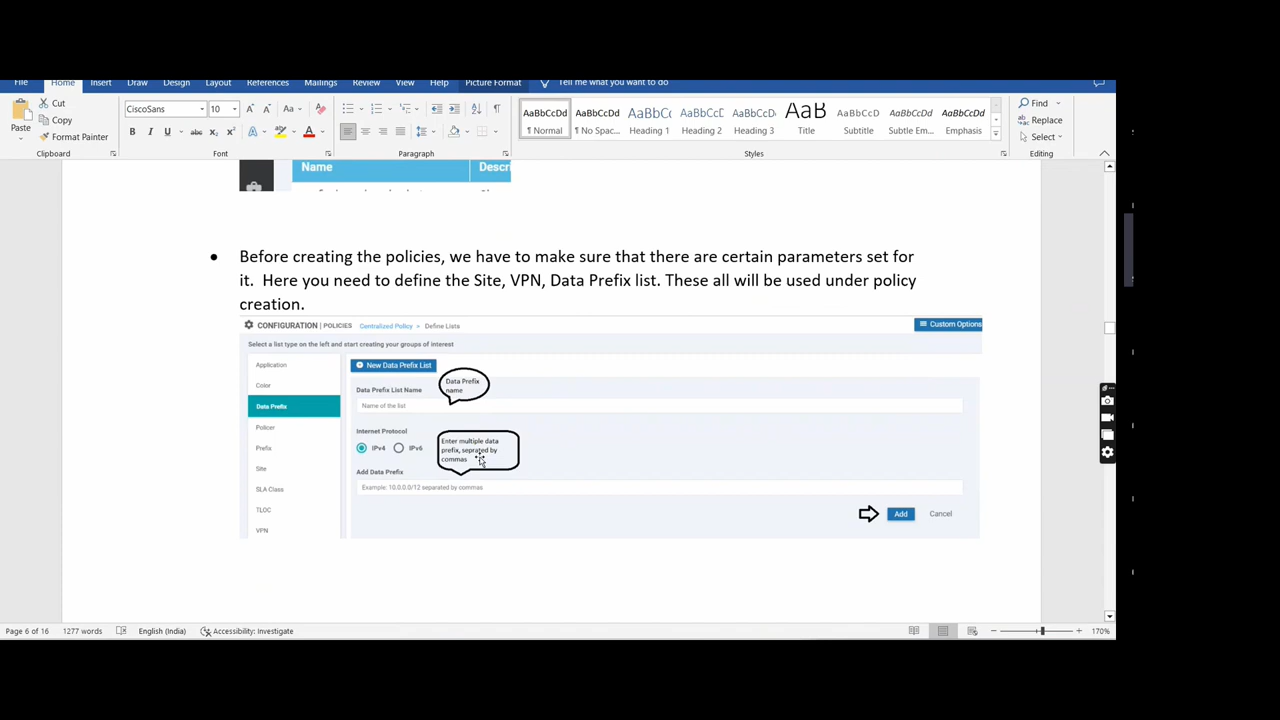 File Home Insert Draw Design Layout References Mailings Review View Help Picture Format Tell me what you want to do
Paste Cut Copy Format Painter Clipboard
CiscoSans 10 Font
Paragraph
AaBbCcDd AaBbCcDd AaBbC AaBbCc AaBbCcD AaB AaBbCcD AaBbCcDd AaBbCcDd
¶ Normal ¶ No Spac... Heading 1 Heading 2 Heading 3 Title Subtitle Subtle Em... Emphasis
Styles
Find Replace Select Editing
Name Descri
Before creating the policies, we have to make sure that there are certain parameters set for
it. Here you need to define the Site, VPN, Data Prefix list. These all will be used under policy
creation.
CONFIGURATION | POLICIES Centralized Policy > Define Lists Custom Options
Select a list type on the left and start creating your groups of interest
Application
Color
Data Prefix
Policer
Prefix
Site
SLA Class
TLOC
VPN
New Data Prefix List
Data Prefix List Name
Data Prefix
name
Name of the list
Internet Protocol
IPv4 IPv6
Enter multiple data
prefix, seprated by
commas
Add Data Prefix
Example: 10.0.0.0/12 separated by commas
Add Cancel
Page 6 of 16 1277 words English (India) Accessibility: Investigate 170%